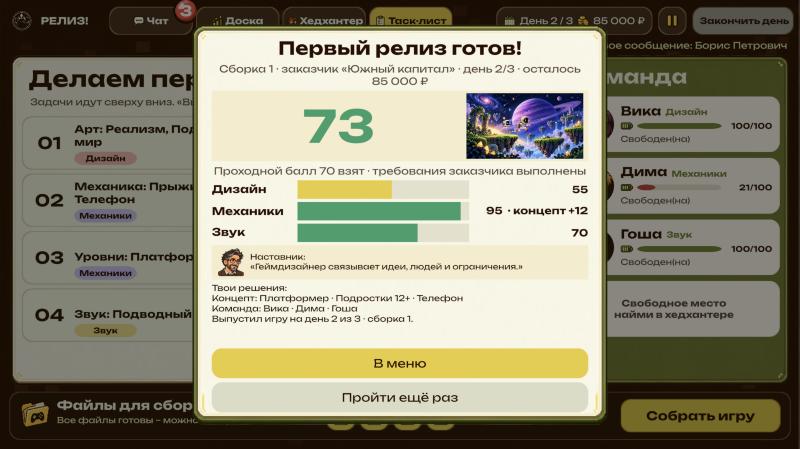 РЕЛИЗ!
Чат
3
Доска
Хедхантер
Таск-лист
День 2 / 3
85 000 ₽
Закончить день
ое сообщение: Борис Петрович
Первый релиз готов!
Сборка 1 · заказчик «Южный капитал» · день 2/3 · осталось
85 000 ₽
73
Проходной балл 70 взят · требования заказчика выполнены
Дизайн 55
Механики 95 · концепт +12
Звук 70
Наставник:
«Геймдизайнер связывает идеи, людей и ограничения.»
Твои решения:
Концепт: Платформер · Подростки 12+ · Телефон
Команда: Вика · Дима · Гоша
Выпустил игру на день 2 из 3 · сборка 1.
В меню
Пройти ещё раз
Делаем пер
Задачи идут сверху вниз. «Вы
01
Арт: Реализм, Под
мир
Дизайн
02
Механика: Прыжк
Телефон
Механики
03
Уровни: Платфор
Механики
04
Звук: Подводный
Звук
манда
Вика Дизайн
100/100
Свободен(на)
Дима Механики
21/100
Свободен(на)
Гоша Звук
100/100
Свободен(на)
Свободное место
найми в хедхантере
Файлы для сбор
Все файлы готовы – можно
Собрать игру